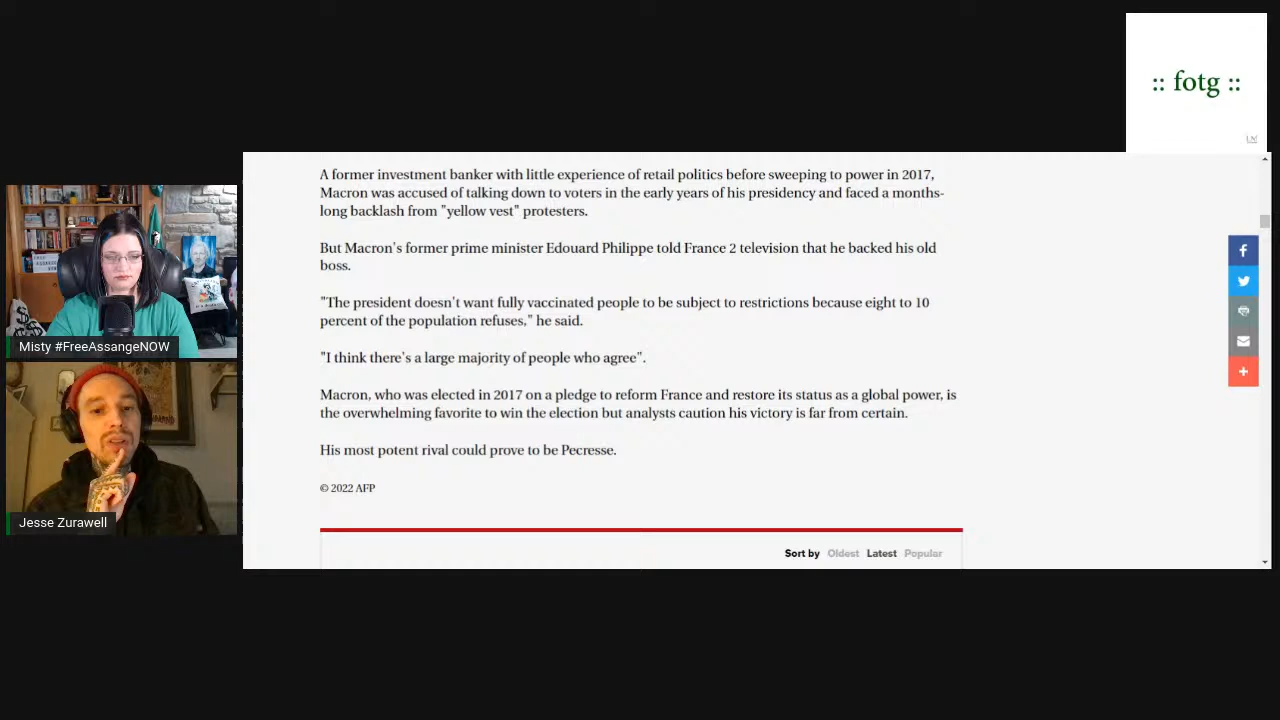 :: fotg ::
A former investment banker with little experience of retail politics before sweeping to power in 2017,
Macron was accused of talking down to voters in the early years of his presidency and faced a months-
long backlash from "yellow vest" protesters.
But Macron's former prime minister Edouard Philippe told France 2 television that he backed his old
boss.
"The president doesn't want fully vaccinated people to be subject to restrictions because eight to 10
percent of the population refuses," he said.
"I think there's a large majority of people who agree".
Macron, who was elected in 2017 on a pledge to reform France and restore its status as a global power, is
the overwhelming favorite to win the election but analysts caution his victory is far from certain.
His most potent rival could prove to be Pecresse.
© 2022 AFP
Sort by Oldest Latest Popular
Misty #FreeAssangeNOW
Jesse Zurawell